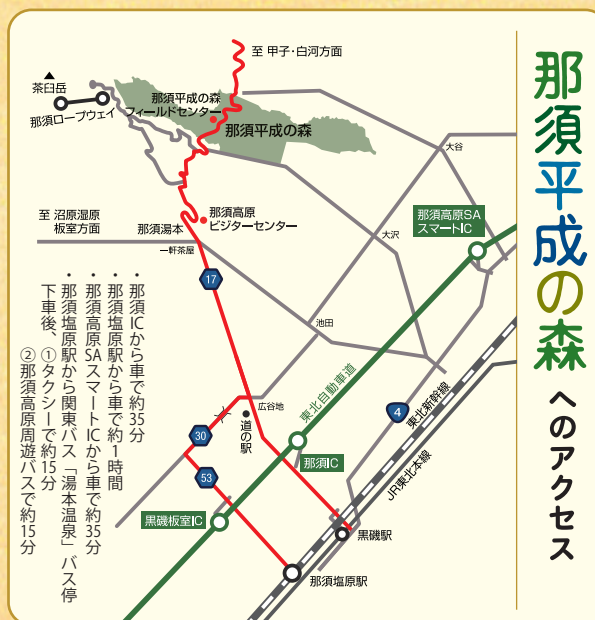 那須平成の森
へのアクセス
至 甲子・白河方面
茶臼岳
那須ロープウェイ
那須平成の森
フィールドセンター
那須平成の森
大谷
至 沼原湿原
板室方面
那須湯本
那須高原
ビジターセンター
一軒茶屋
大沢
那須高原SA
スマートIC
17
池田
東北自動車道
4
東北新幹線
JR東北本線
広谷地
道の駅
30
53
那須IC
黒磯板室IC
黒磯駅
那須塩原駅
・那須ICから車で約35分
・那須塩原駅から車で約1時間
・那須高原SAスマートICから車で約35分
・那須塩原駅から関東バス「湯本温泉」バス停
下車後、①タクシーで約15分
②那須高原周遊バスで約15分